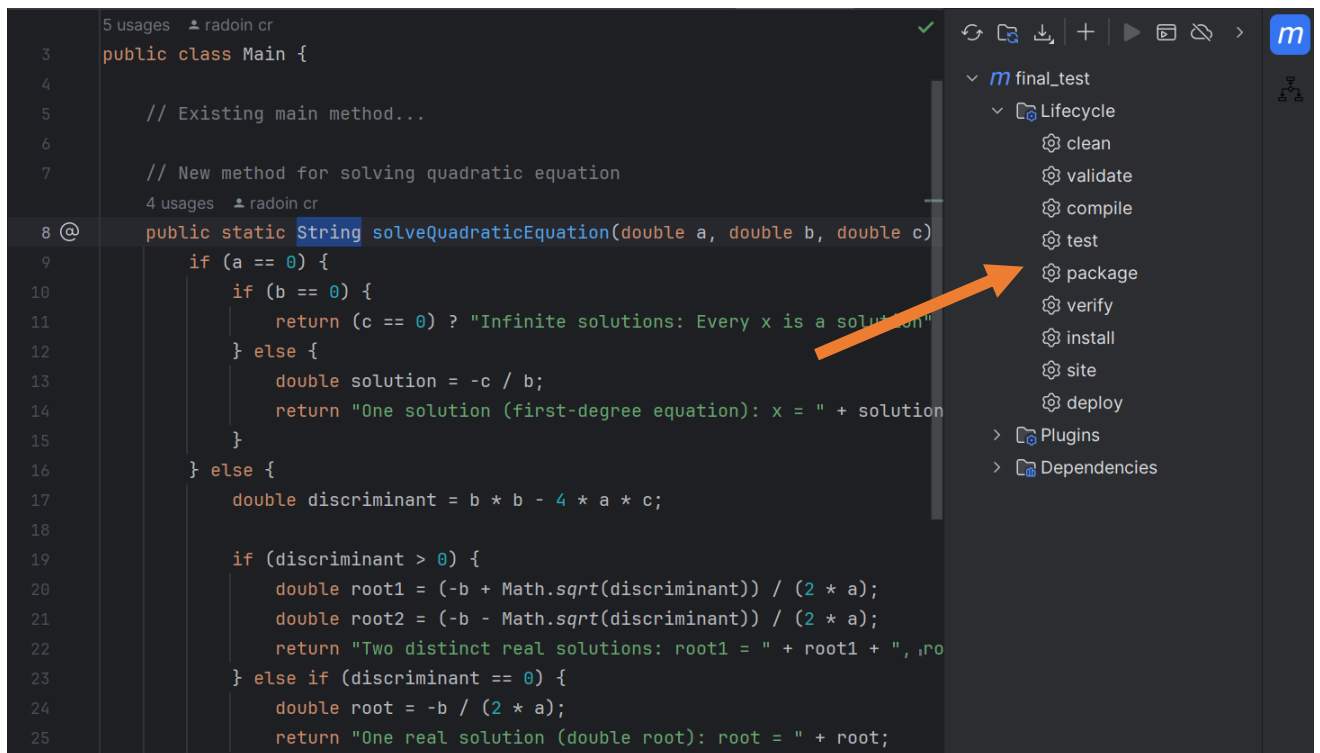 5 usages radoin cr
3 public class Main {
4
5 // Existing main method...
6
7 // New method for solving quadratic equation
4 usages radoin cr
8 @ public static String solveQuadraticEquation(double a, double b, double c)
9 if (a == 0) {
10 if (b == 0) {
11 return (c == 0) ? "Infinite solutions: Every x is a solution"
12 } else {
13 double solution = -c / b;
14 return "One solution (first-degree equation): x = " + solution
15 }
16 } else {
17 double discriminant = b * b - 4 * a * c;
18
19 if (discriminant > 0) {
20 double root1 = (-b + Math.sqrt(discriminant)) / (2 * a);
21 double root2 = (-b - Math.sqrt(discriminant)) / (2 * a);
22 return "Two distinct real solutions: root1 = " + root1 + ", ro
23 } else if (discriminant == 0) {
24 double root = -b / (2 * a);
25 return "One real solution (double root): root = " + root;
m
m final_test
Lifecycle
clean
validate
compile
test
package
verify
install
site
deploy
Plugins
Dependencies